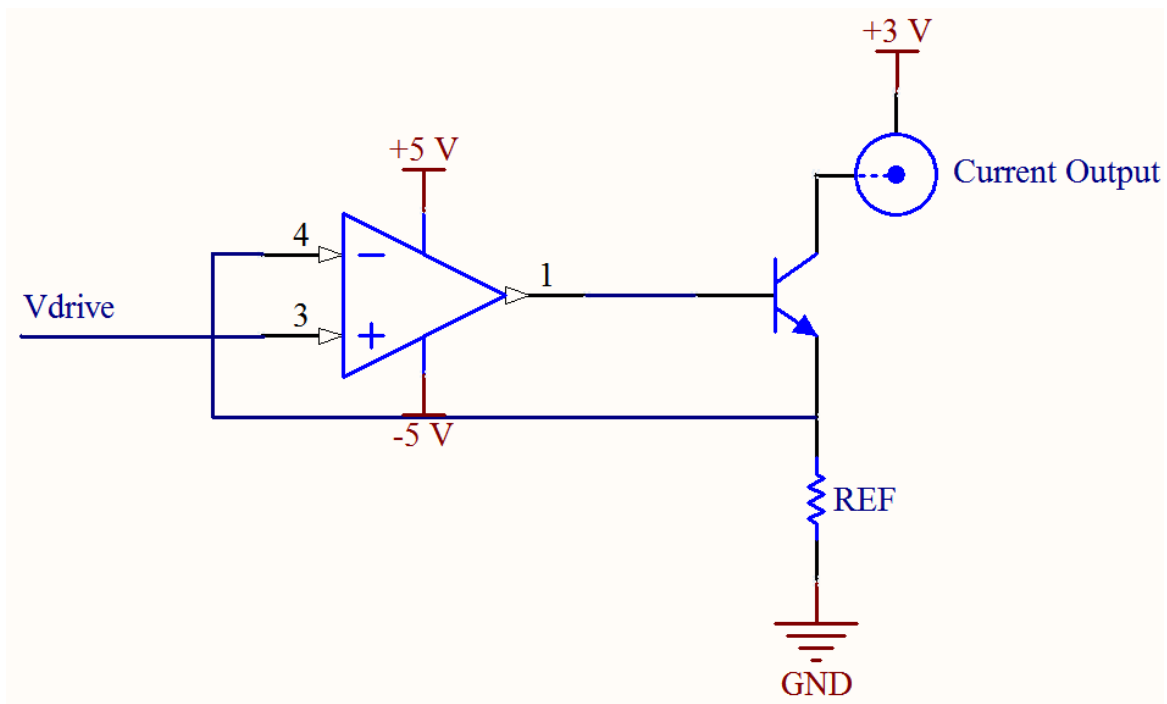 +3 V
+5 V
Current Output
4
1
Vdrive
3
-5 V
REF
GND